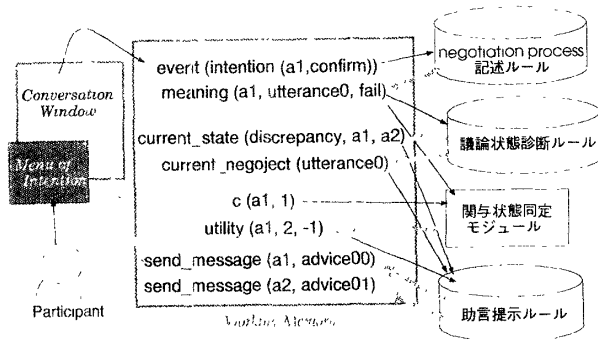 Conversation
Window
Menu of
Intention
Participant
event (intention (a1,confirm))
meaning (a1, utterance0, fail)
current_state (discrepancy, a1, a2)
current_negoject (utterance0)
c (a1, 1)
utility (a1, 2, -1)
send_message (a1, advice00)
send_message (a2, advice01)
Working Memory
negotiation process
記述ルール
議論状態診断ルール
関与状態同定
モジュール
助言提示ルール